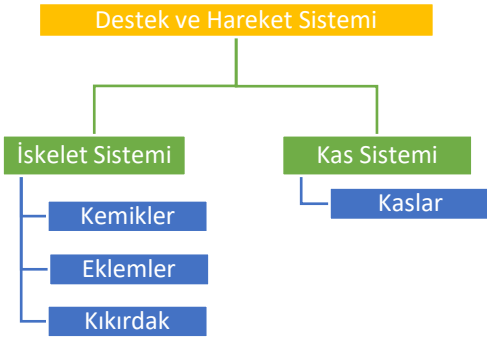 Destek ve Hareket Sistemi
İskelet Sistemi
Kemikler
Eklemler
Kıkırdak
Kas Sistemi
Kaslar